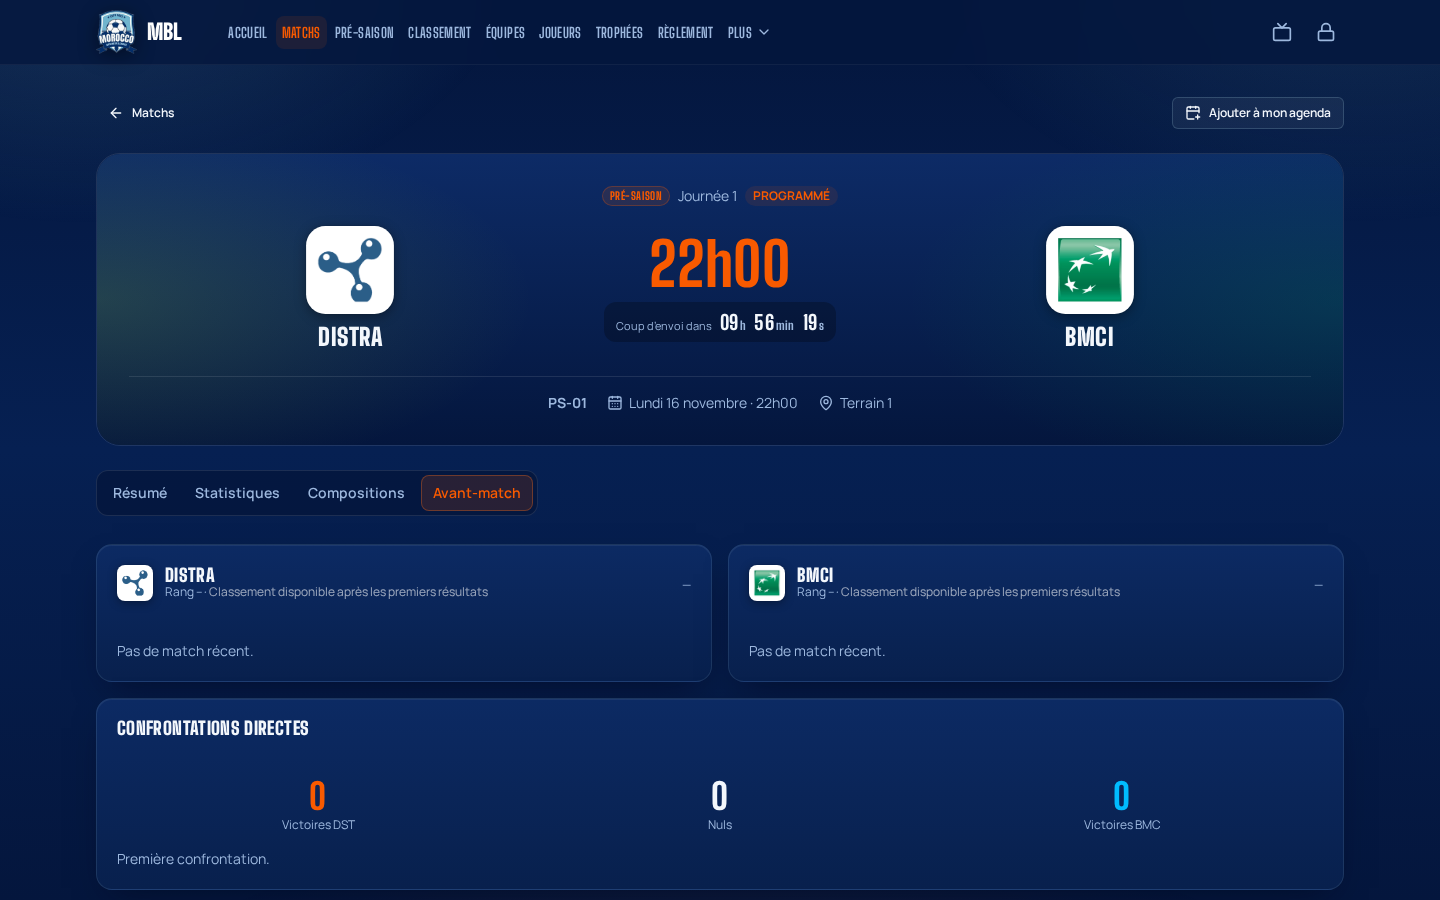 MOROCCO
MBL
ACCUEIL MATCHS PRÉ-SAISON CLASSEMENT ÉQUIPES JOUEURS TROPHÉES RÈGLEMENT PLUS
Matchs
Ajouter à mon agenda
PRÉ-SAISON Journée 1 PROGRAMMÉ
22h00
Coup d'envoi dans 09h 56min 19s
DISTRA
BMCI
PS-01 Lundi 16 novembre · 22h00 Terrain 1
Résumé Statistiques Compositions Avant-match
DISTRA
Rang – · Classement disponible après les premiers résultats
–
Pas de match récent.
BMCI
Rang – · Classement disponible après les premiers résultats
–
Pas de match récent.
CONFRONTATIONS DIRECTES
0 0 0
Victoires DST Nuls Victoires BMC
Première confrontation.